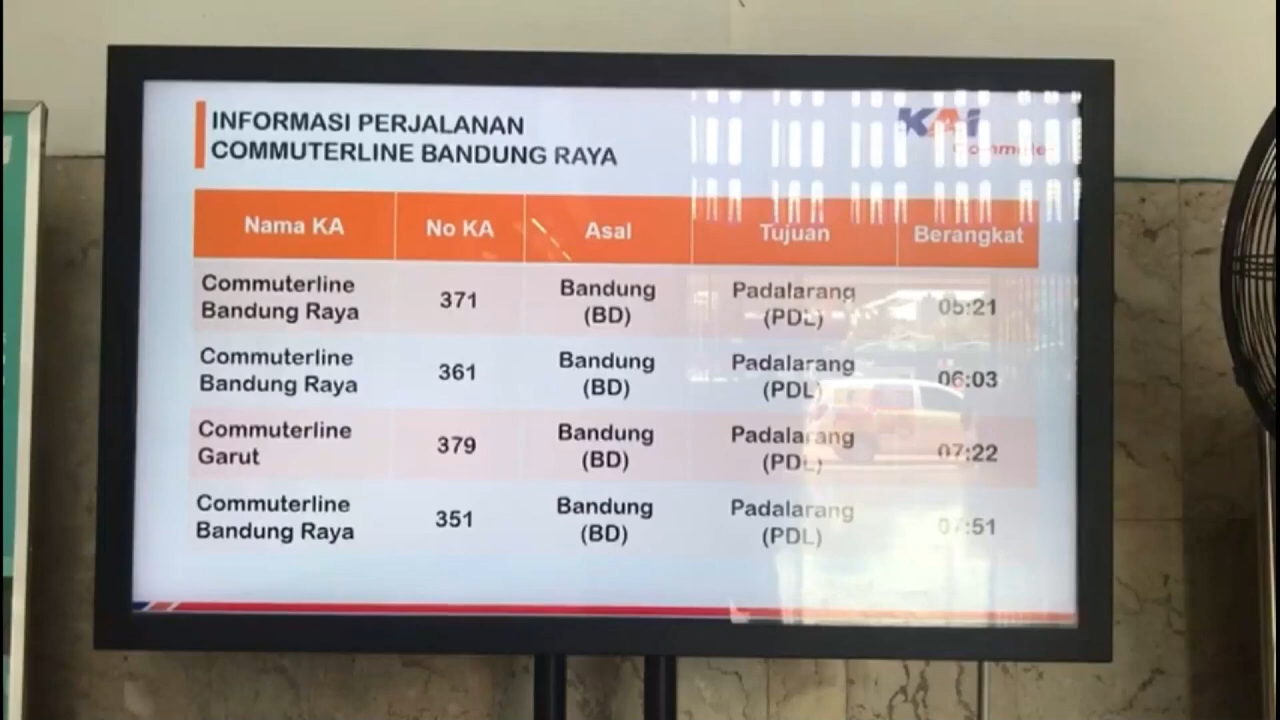 INFORMASI PERJALANAN
COMMUTERLINE BANDUNG RAYA
KAI
Commuter
Nama KA No KA Asal Tujuan Berangkat
Commuterline Bandung Raya 371 Bandung (BD) Padalarang (PDL) 05:21
Commuterline Bandung Raya 361 Bandung (BD) Padalarang (PDL) 06:03
Commuterline Garut 379 Bandung (BD) Padalarang (PDL) 07:22
Commuterline Bandung Raya 351 Bandung (BD) Padalarang (PDL) 07:51